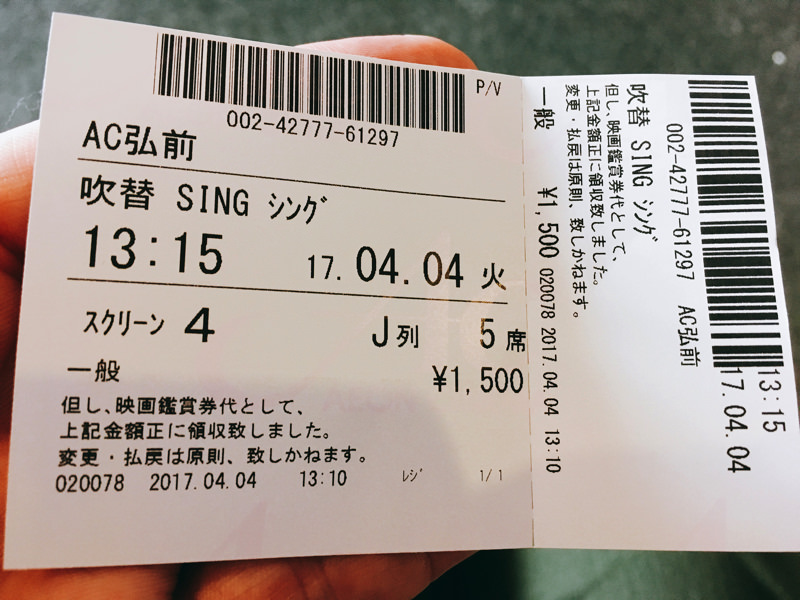 P/V
002-42777-61297
AC弘前
吹替 SING シング
13:15 17.04.04 火
スクリーン 4 J列 5席
一般 ¥1,500
但し、映画鑑賞券代として、
上記金額正に領収致しました。
変更・払戻は原則、致しかねます。
020078 2017.04.04 13:10 レジ 1/1
002-42777-61297 AC弘前
13:15
17.04.04
吹替 SING シング
但し、映画鑑賞券代として、
上記金額正に領収致しました。
変更・払戻は原則、致しかねます。
一般 ¥1,500 020078 2017.04.04 13:10